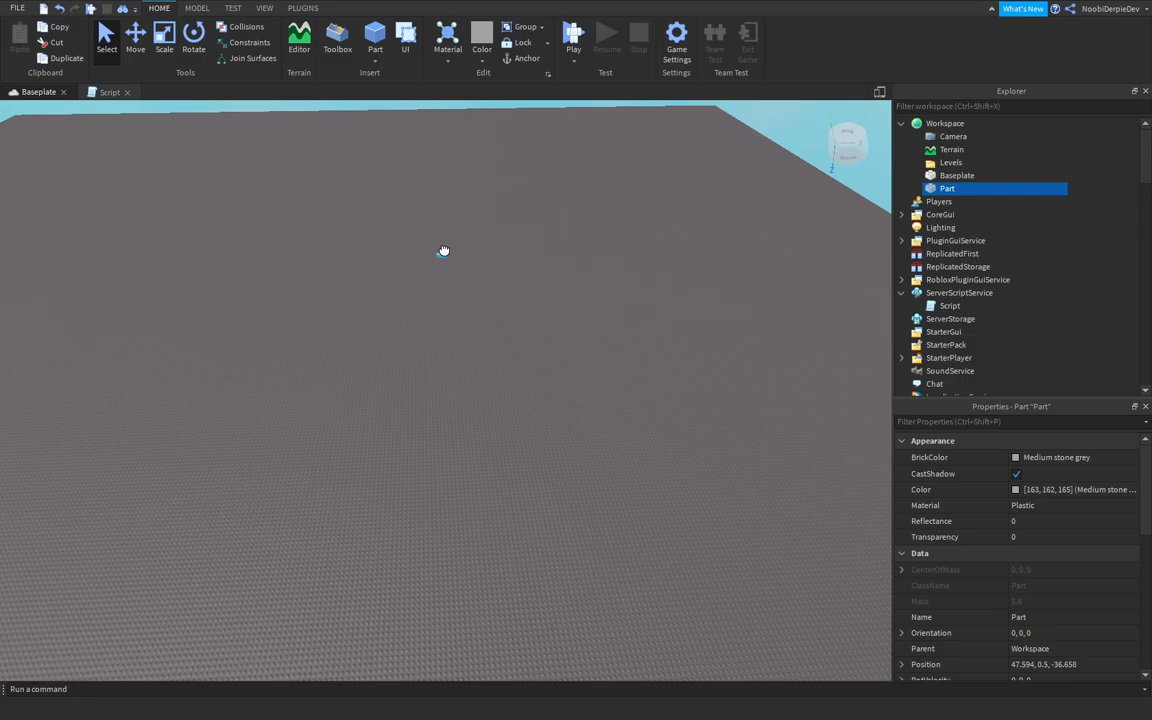 FILE HOME MODEL TEST VIEW PLUGINS What's New NoobiDerpieDev
Copy Collisions Group
Cut Constraints Lock
Paste Duplicate Select Move Scale Rotate Join Surfaces Editor Toolbox Part UI Material Color Anchor Play Resume Stop Game Settings Team Test Exit Game
Clipboard Tools Terrain Insert Edit Test Settings Team Test
Baseplate Script
Explorer
Filter workspace (Ctrl+Shift+X)
Workspace
Camera
Terrain
Levels
Baseplate
Part
Players
CoreGui
Lighting
PluginGuiService
ReplicatedFirst
ReplicatedStorage
RobloxPluginGuiService
ServerScriptService
Script
ServerStorage
StarterGui
StarterPack
StarterPlayer
SoundService
Chat
Properties - Part "Part"
Filter Properties (Ctrl+Shift+P)
Appearance
BrickColor Medium stone grey
CastShadow
Color [163, 162, 165] (Medium stone ...
Material Plastic
Reflectance 0
Transparency 0
Data
CenterOfMass 0, 0, 0
ClassName Part
Mass 5.6
Name Part
Orientation 0, 0, 0
Parent Workspace
Position 47.594, 0.5, -36.658
Z
Run a command